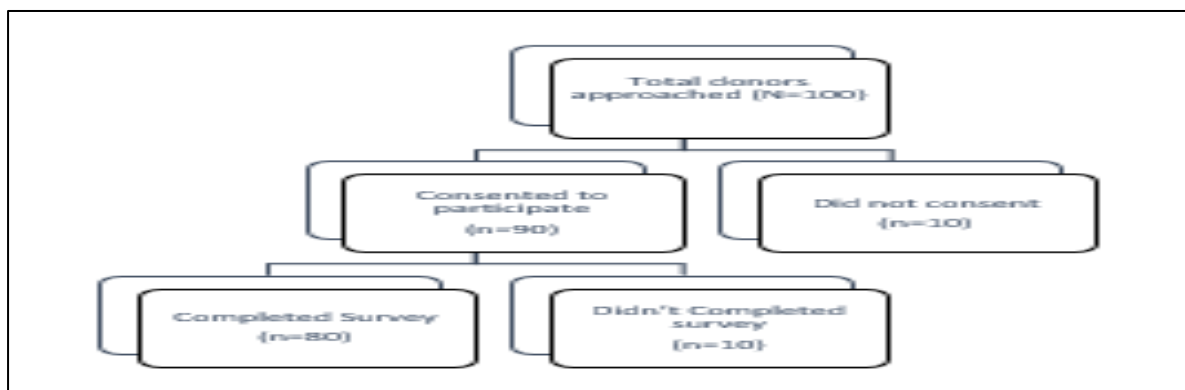 Total donors
approached (N=100)
Consented to
participate
(n=90)
Did not consent
(n=10)
Completed Survey
(n=80)
Didn't Completed
survey
(n=10)